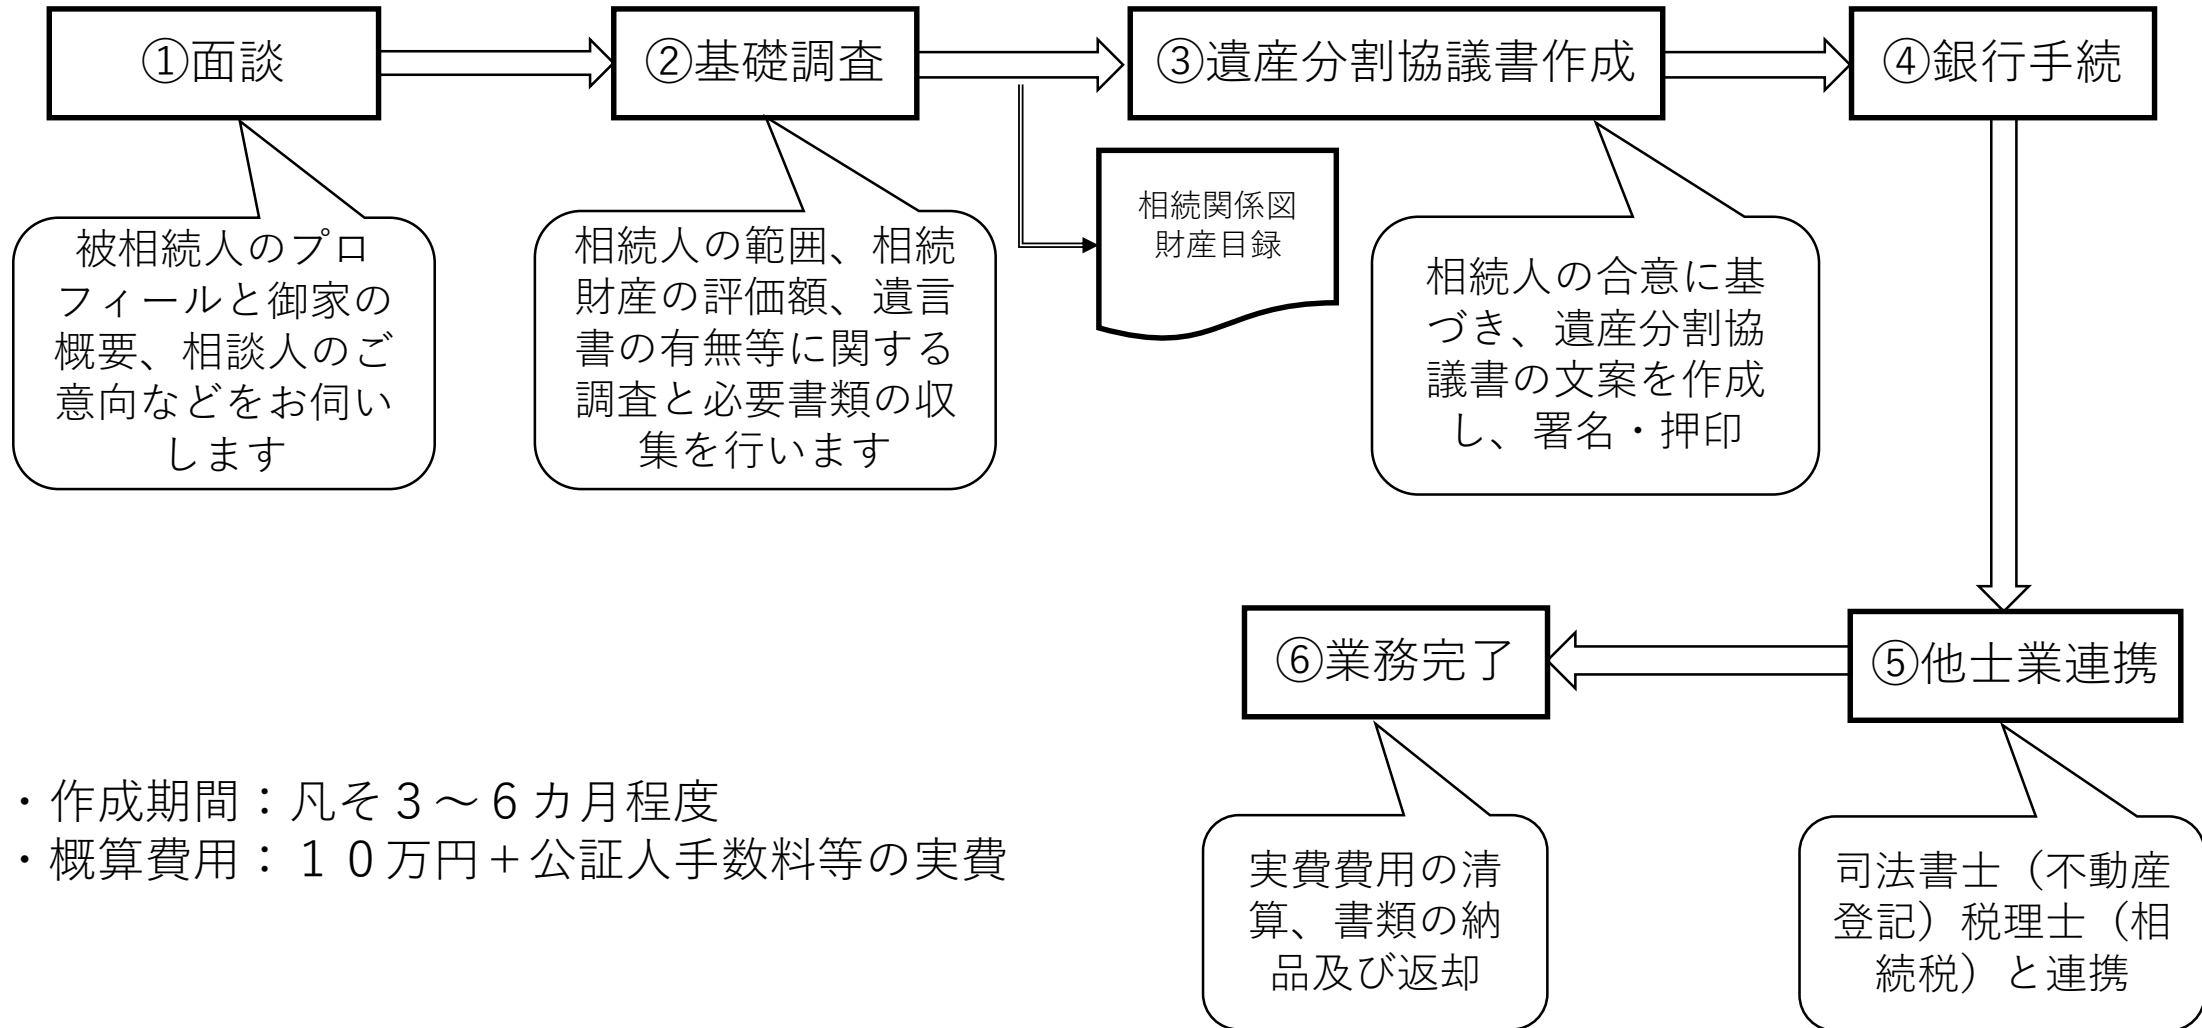 ①面談
②基礎調査
③遺産分割協議書作成
④銀行手続
被相続人のプロ
フィールと御家の
概要、相談人のご
意向などをお伺い
します
相続人の範囲、相続
財産の評価額、遺言
書の有無等に関する
調査と必要書類の収
集を行います
相続関係図
財産目録
相続人の合意に基
づき、遺産分割協
議書の文案を作成
し、署名・押印
⑥業務完了
⑤他士業連携
・作成期間：凡そ３～６カ月程度
・概算費用：１０万円＋公証人手数料等の実費
実費費用の清
算、書類の納
品及び返却
司法書士（不動産
登記）税理士（相
続税）と連携